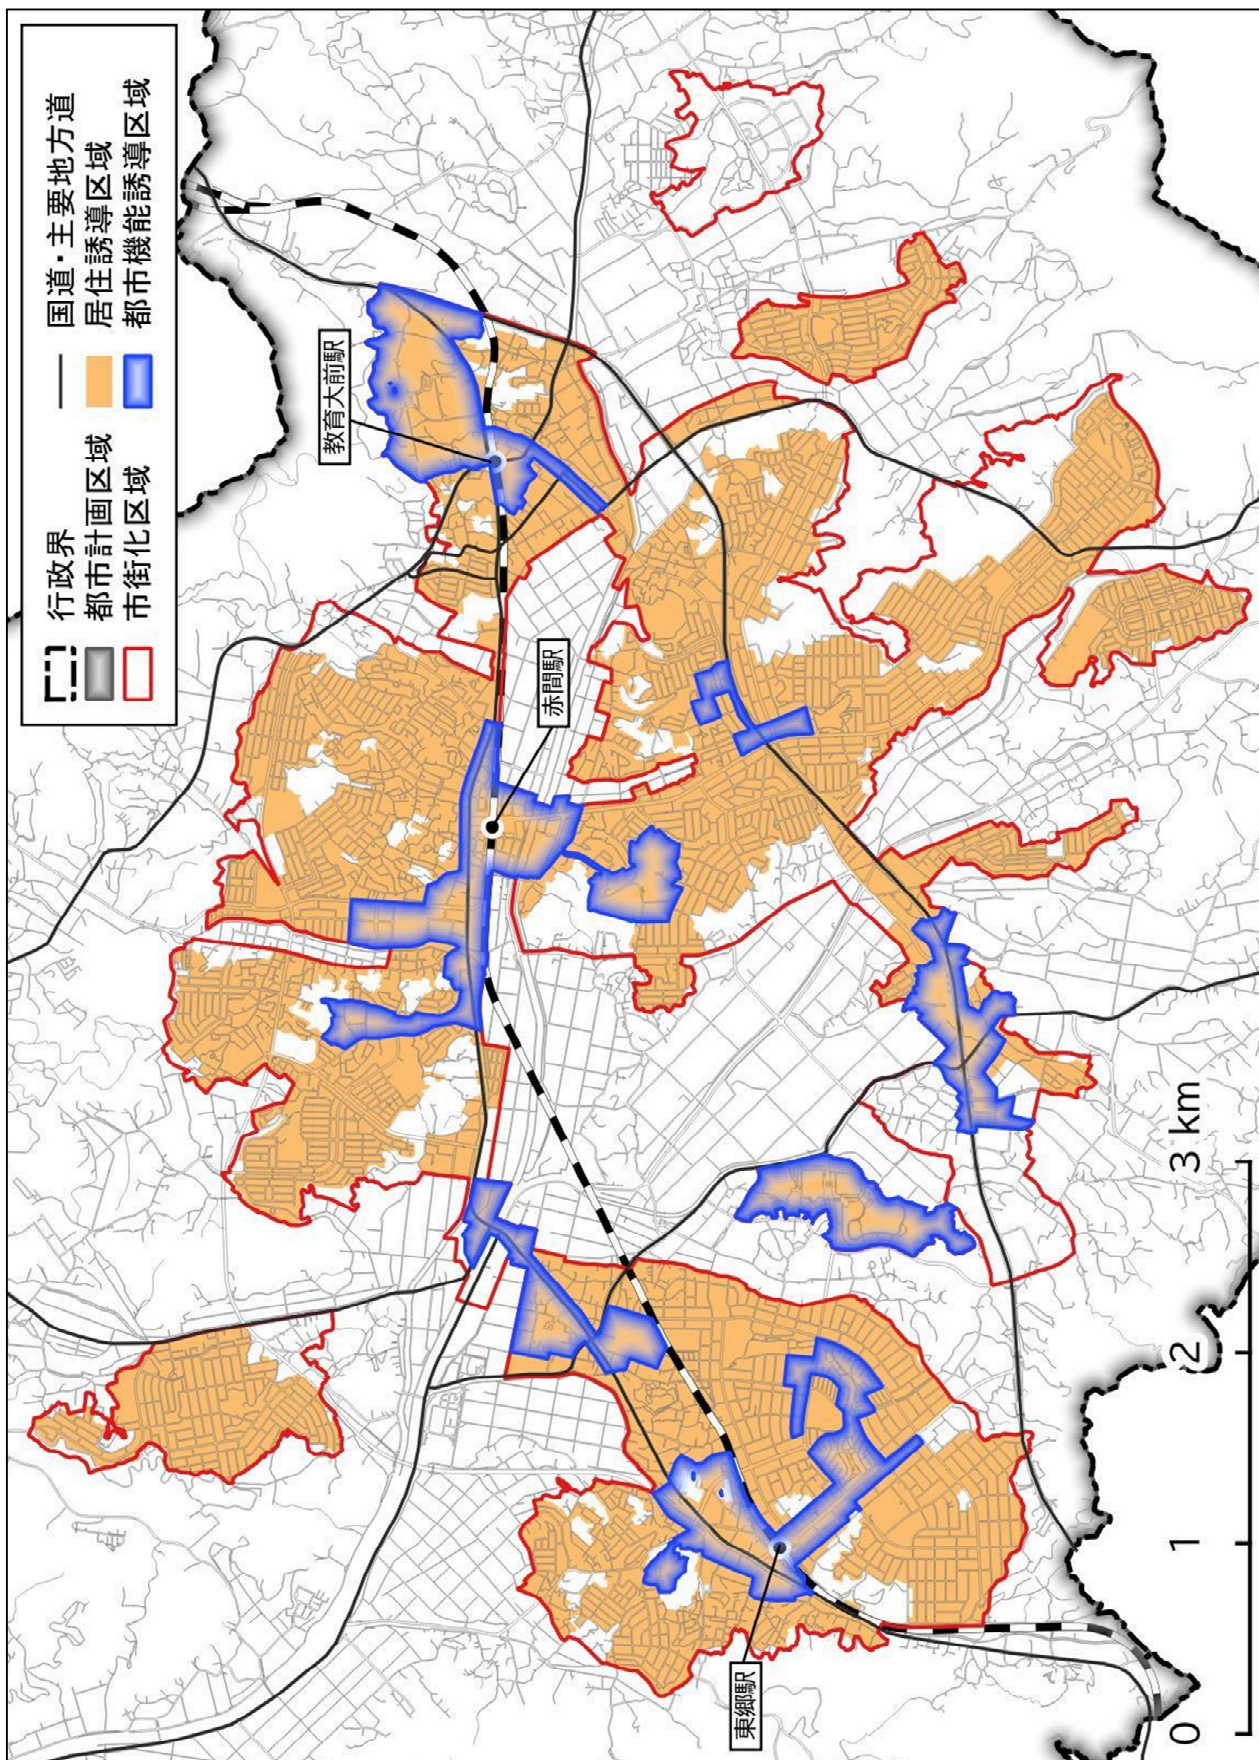 行政界
国道・主要地方道
都市計画区域
居住誘導区域
市街化区域
都市機能誘導区域
教育大前駅
赤間駅
東郷駅
0 1 2 3 km